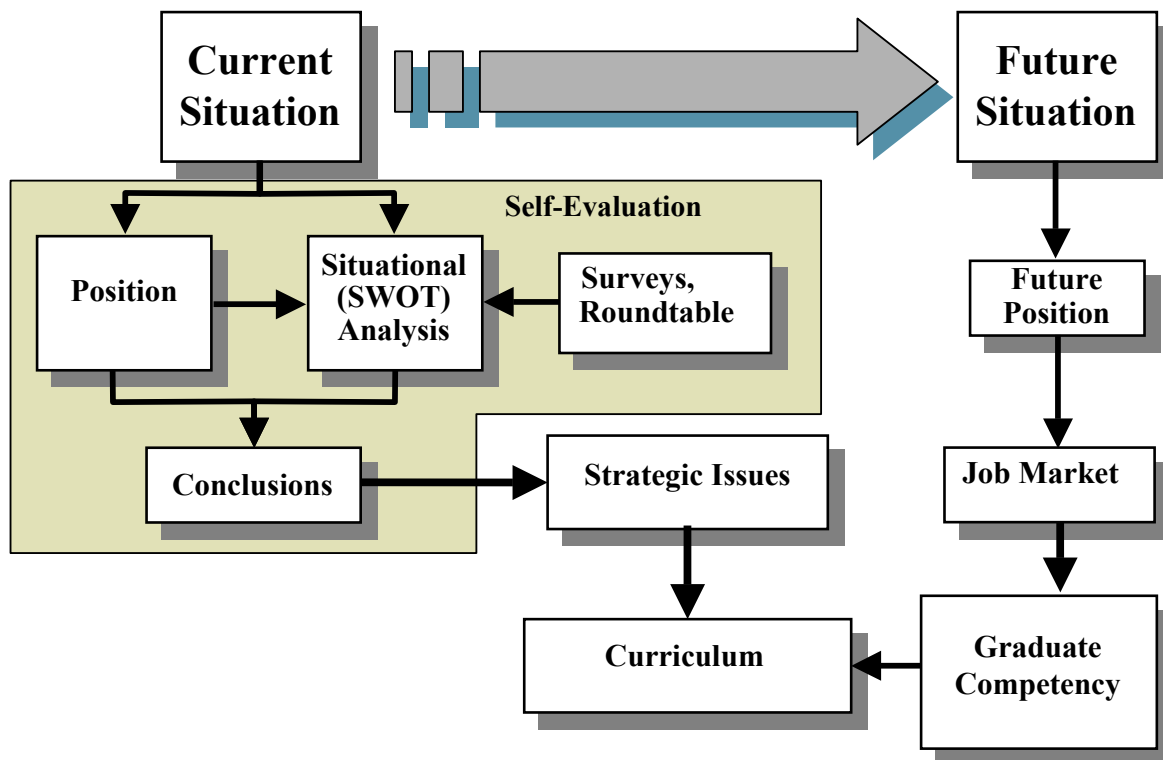 Current
Situation
Future
Situation
Self-Evaluation
Position
Situational
(SWOT)
Analysis
Surveys,
Roundtable
Future
Position
Conclusions
Strategic Issues
Job Market
Curriculum
Graduate
Competency